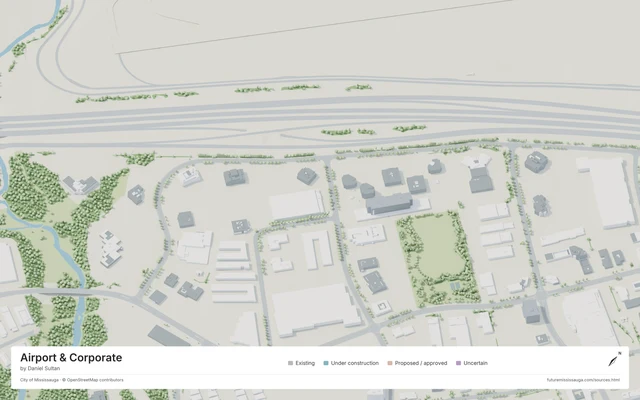 N
Airport & Corporate
by Daniel Sultan
Existing
Under construction
Proposed / approved
Uncertain
City of Mississauga · © OpenStreetMap contributors
futuremississauga.com/sources.html